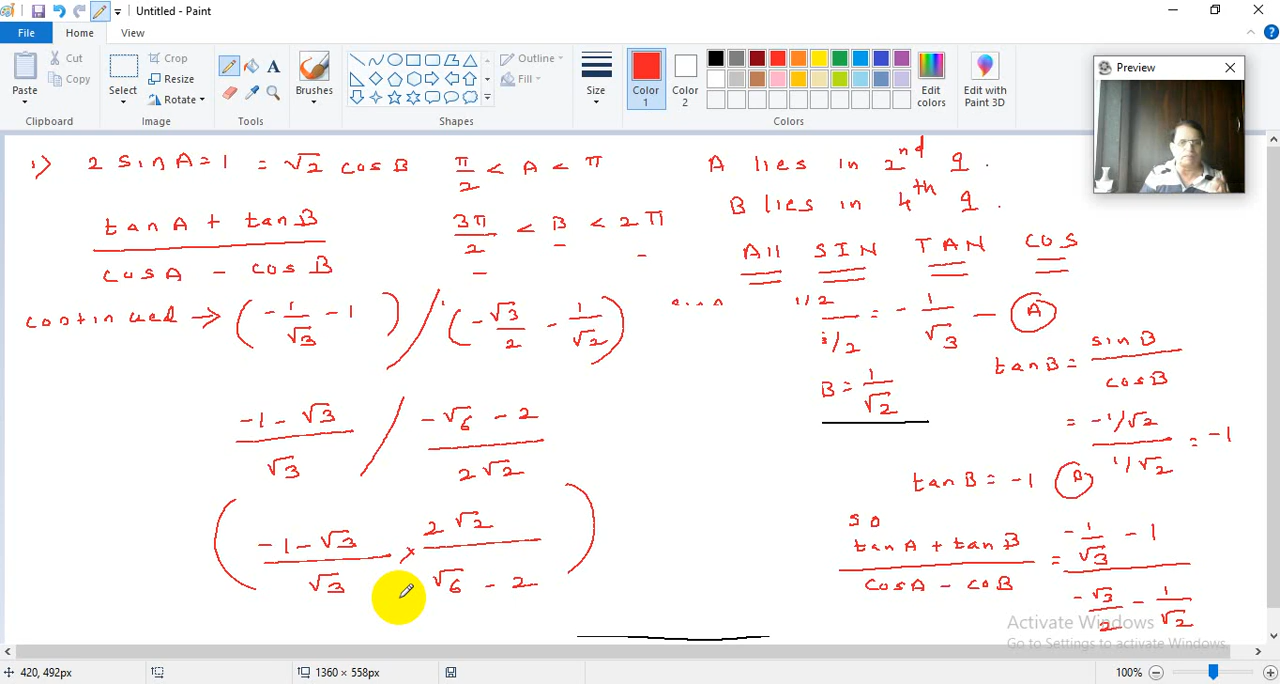 Untitled - Paint
File Home View
Paste Cut Copy Select Crop Resize Rotate Brushes Outline Fill Size Color 1 Color 2 Edit colors Edit with Paint 3D
Clipboard Image Tools Shapes Colors
Preview
1) 2 sin A = 1 = √2 cos B π/2 < A < π
A lies in 2nd q.
B lies in 4th q.
tan A + tan B / cos A - cos B 3π/2 < B < 2π
All SIN TAN COS
continued → (-1/√3 - 1) / (-√3/2 - 1/√2)
1/2 = -1/√3 — A
B = 1/√2
tan B = sin B / cos B
= -1/√2 / 1/√2 = -1
-1-√3 / √3 / -√6 - 2 / 2√2
tan B = -1 A
(-1-√3 / √3 × 2√2 / √6 - 2)
so
tan A + tan B / cos A - co B = -1/√3 - 1 / -√3/2 - 1/√2
Activate Windows
Go to Settings to activate Windows.
420, 492px 1360 × 558px 100%